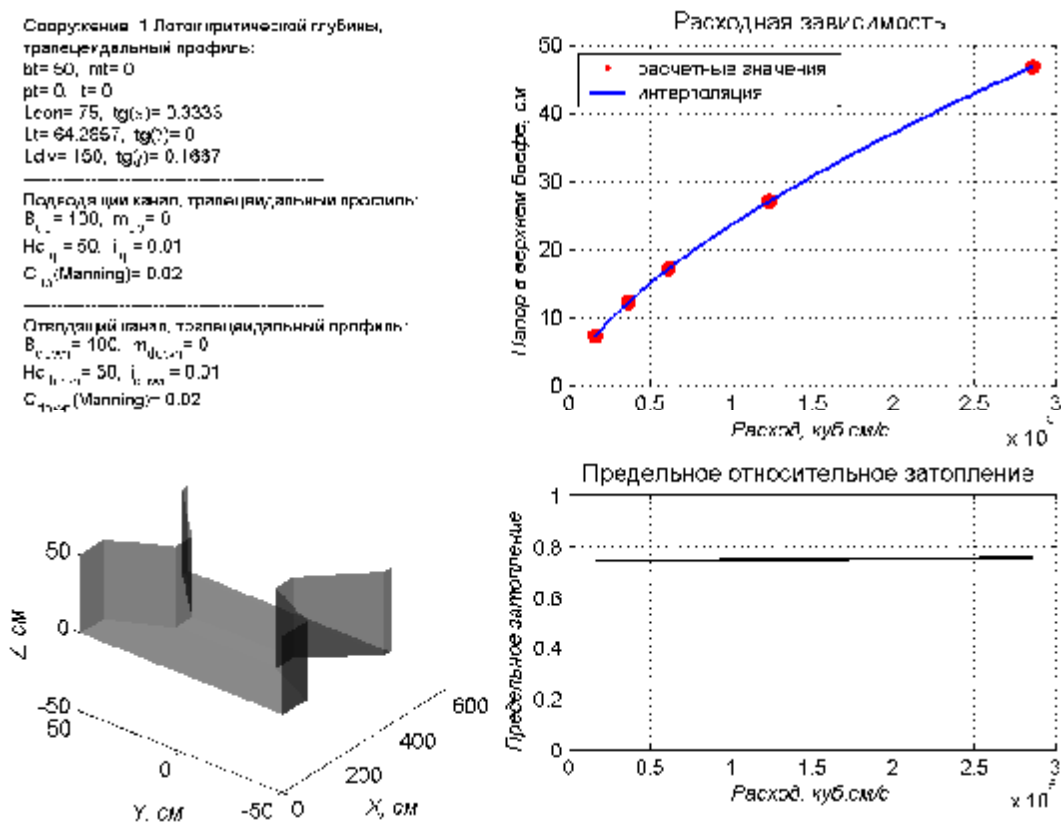 Сооружение 1 Лоток критической глубины,
трапецеидальный профиль:
bt= 50, mt= 0
pt= 0, t= 0
Lcon= 75, = 0.3333
Lt= 64.2857, = 0
Ldiv= 150, = 0.1667
Подводящий канал, трапецеидальный профиль:
= 100, = 0
= 50, = 0.01
(Manning)= 0.02
Отводящий канал, трапецеидальный профиль:
B down = 100, m down = 0
= 0.01
(Manning)= 0.02
Расходная зависимость
расчетные значения
интерполяция
Напор в верхнем бьефе, см
50
40
30
20
10
0
0 0.5 1 1.5 2 2.5 3
x 10
Расход, куб.см/с
Предельное относительное затопление
Предельное затопление
1
0.8
0.6
0.4
0.2
0
0 0.5 1 1.5 2 2.5 3
x 10
Расход, куб.см/с
Z, см
50
0
-50
50
0
-50
Y, см
0
200
400
600
X, см